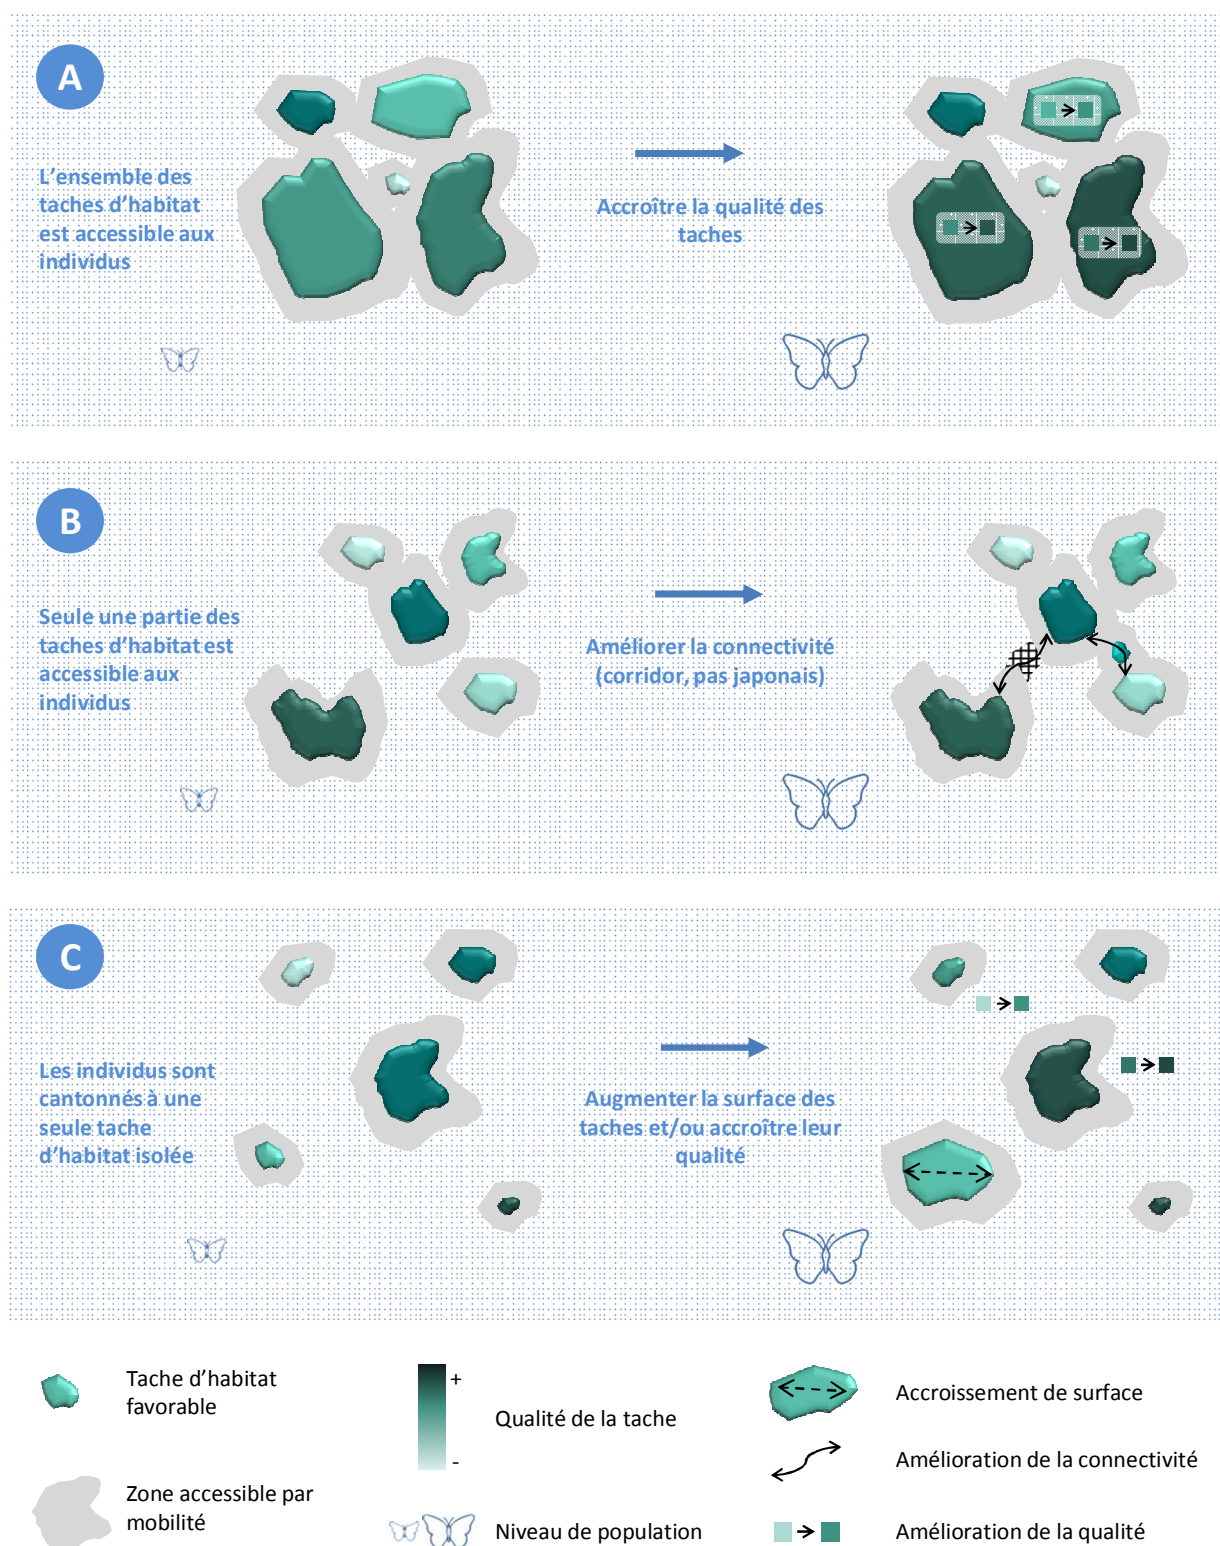 A
L'ensemble des
taches d'habitat
est accessible aux
individus
Accroître la qualité des
taches
B
Seule une partie des
taches d'habitat est
accessible aux
individus
Améliorer la connectivité
(corridor, pas japonais)
C
Les individus sont
cantonnés à une
seule tache
d'habitat isolée
Augmenter la surface des
taches et/ou accroître leur
qualité
Tache d'habitat
favorable
Zone accessible par
mobilité
+
-
Qualité de la tache
Niveau de population
Accroissement de surface
Amélioration de la connectivité
Amélioration de la qualité